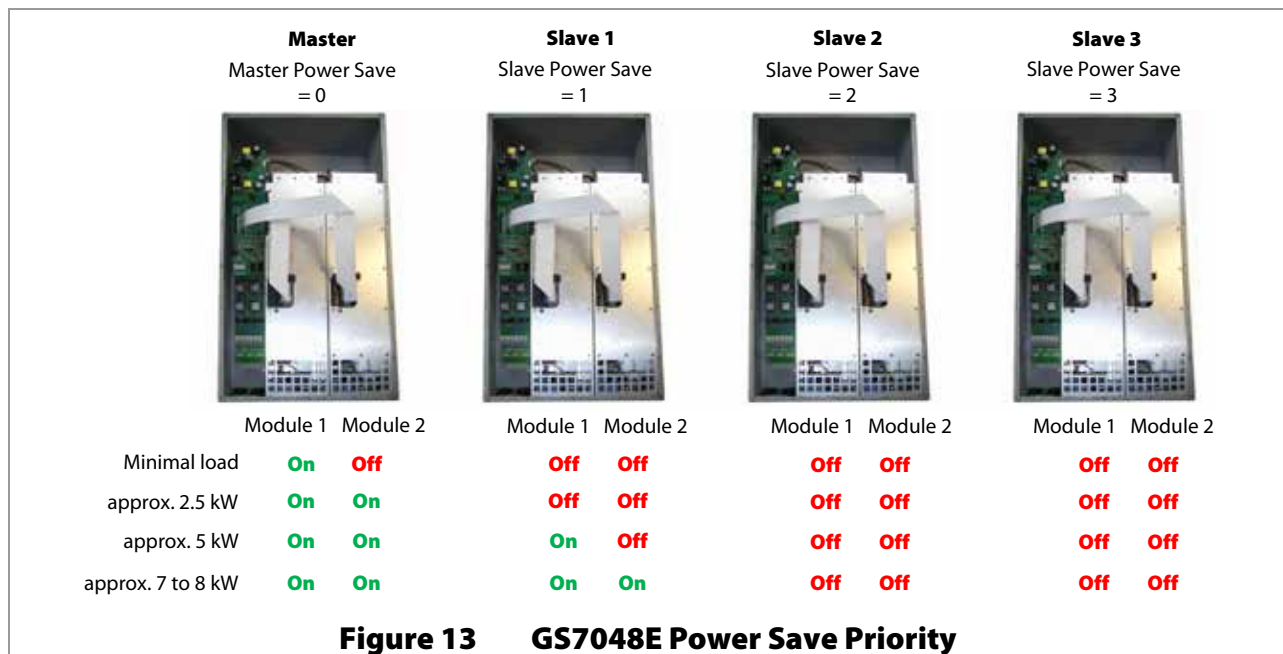 Master Slave 1 Slave 2 Slave 3
Master Power Save Slave Power Save Slave Power Save Slave Power Save
= 0 = 1 = 2 = 3
Module 1 Module 2 Module 1 Module 2 Module 1 Module 2 Module 1 Module 2
Minimal load On Off Off Off Off Off Off Off
approx. 2.5 kW On On Off Off Off Off Off Off
approx. 5 kW On On On Off Off Off Off Off
approx. 7 to 8 kW On On On On Off Off Off Off
Figure 13 GS7048E Power Save Priority